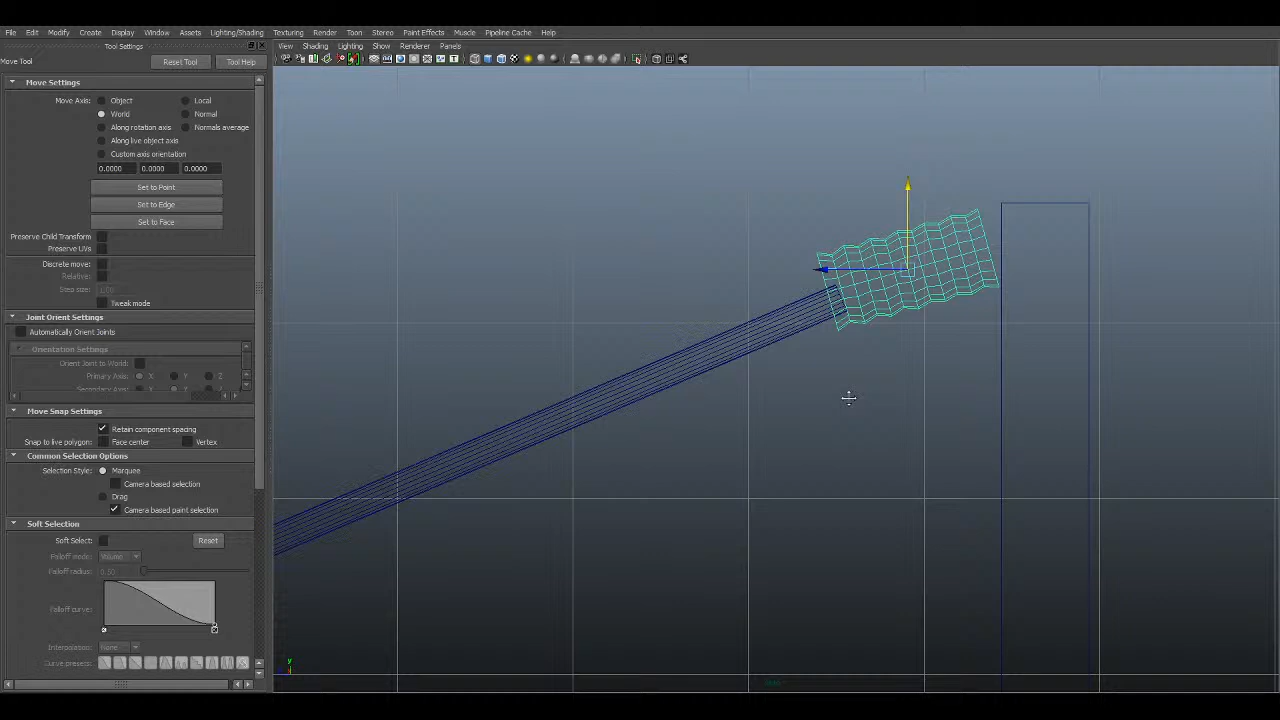 File Edit Modify Create Display Window Assets Lighting/Shading Texturing Render Toon Stereo Paint Effects Muscle Pipeline Cache Help
Tool Settings
View Shading Lighting Show Renderer Panels
Move Tool Reset Tool Tool Help
Move Settings
Move Axis: Object Local
World Normal
Along rotation axis Normals average
Along live object axis
Custom axis orientation
0.0000 0.0000 0.0000
Set to Point
Set to Edge
Set to Face
Preserve Child Transform
Preserve UVs
Discrete move:
Relative:
Step size: 1.00
Tweak mode
Joint Orient Settings
Automatically Orient Joints
Orientation Settings
Orient Joint to World:
Primary Axis: X Y Z
Secondary Axis: X Y Z
Move Snap Settings
Retain component spacing
Snap to live polygon: Face center Vertex
Common Selection Options
Selection Style: Marquee
Camera based selection
Drag
Camera based paint selection
Soft Selection
Soft Select: Reset
Falloff mode: Volume
Falloff radius: 0.50
Falloff curve:
Interpolation: None
Curve presets:
y